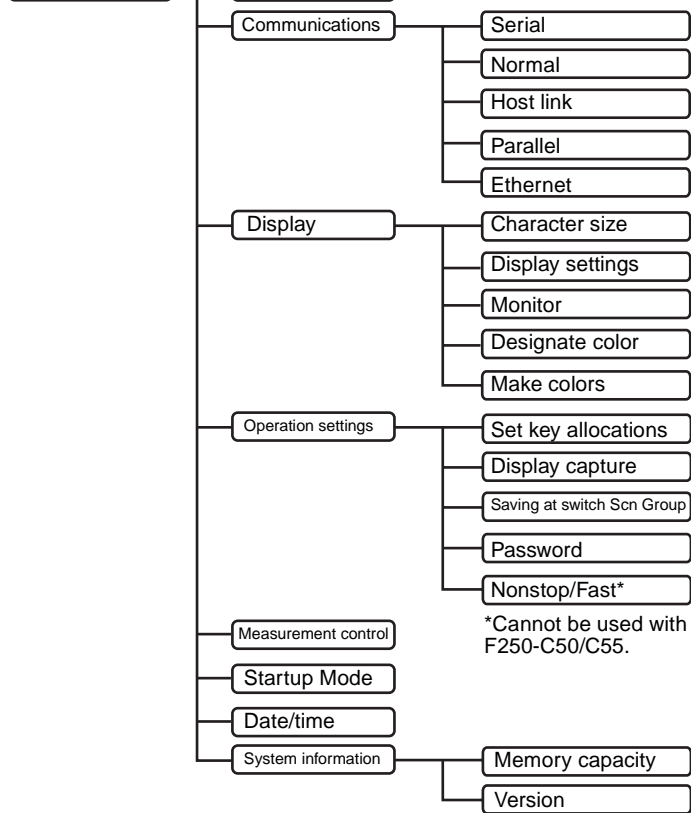 Communications
Serial
Normal
Host link
Parallel
Ethernet
Display
Character size
Display settings
Monitor
Designate color
Make colors
Operation settings
Set key allocations
Display capture
Saving at switch Scn Group
Password
Nonstop/Fast*
*Cannot be used with
F250-C50/C55.
Measurement control
Startup Mode
Date/time
System information
Memory capacity
Version